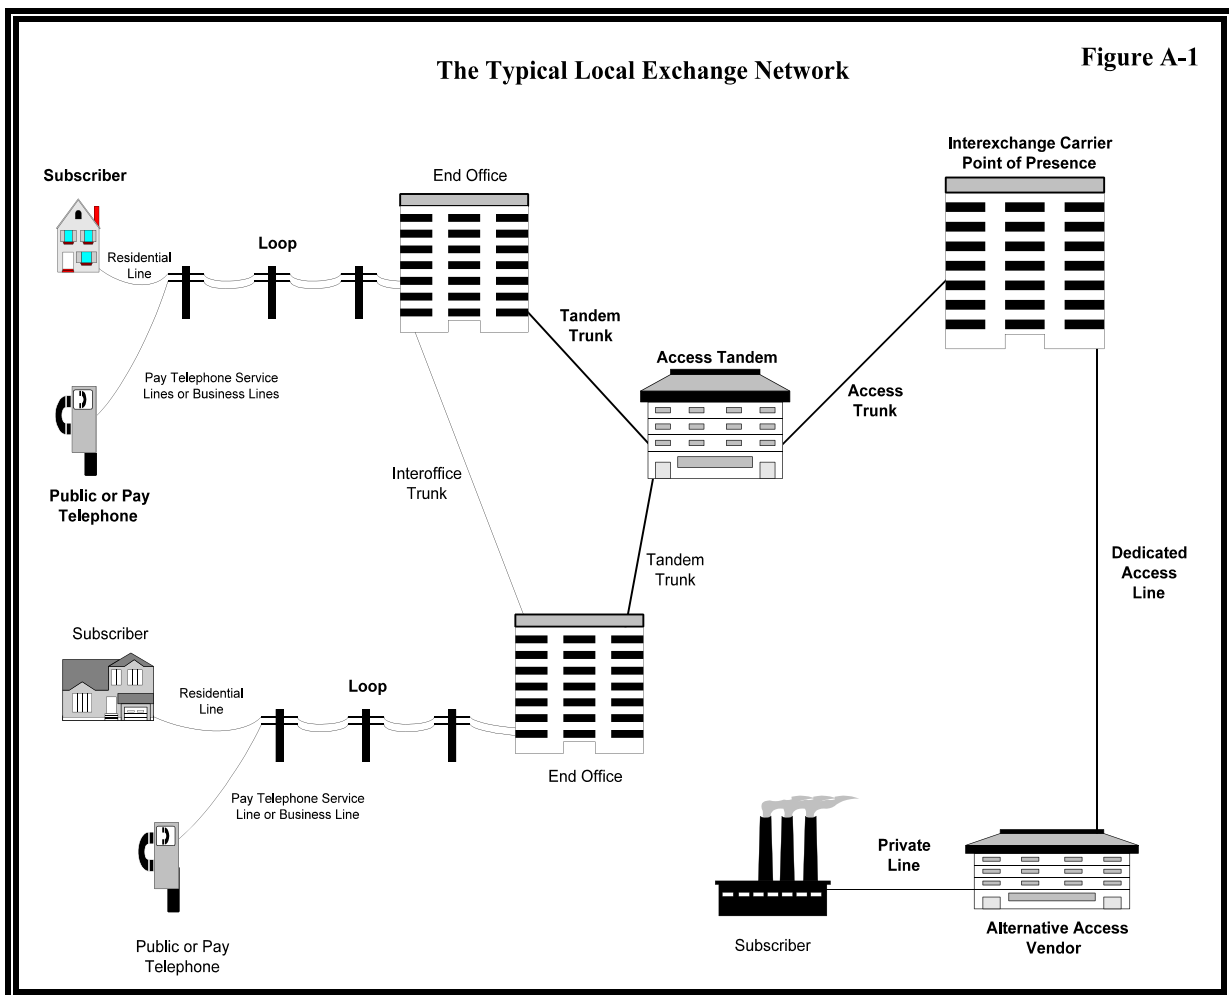 Figure A-1
The Typical Local Exchange Network
Interexchange Carrier
Point of Presence
Subscriber
End Office
Residential
Line
Loop
Tandem
Trunk
Access Tandem
Access
Trunk
Pay Telephone Service
Lines or Business Lines
Public or Pay
Telephone
Interoffice
Trunk
Tandem
Trunk
Dedicated
Access
Line
Subscriber
Residential
Line
Loop
End Office
Pay Telephone Service
Line or Business Line
Public or Pay
Telephone
Private
Line
Subscriber
Alternative Access
Vendor